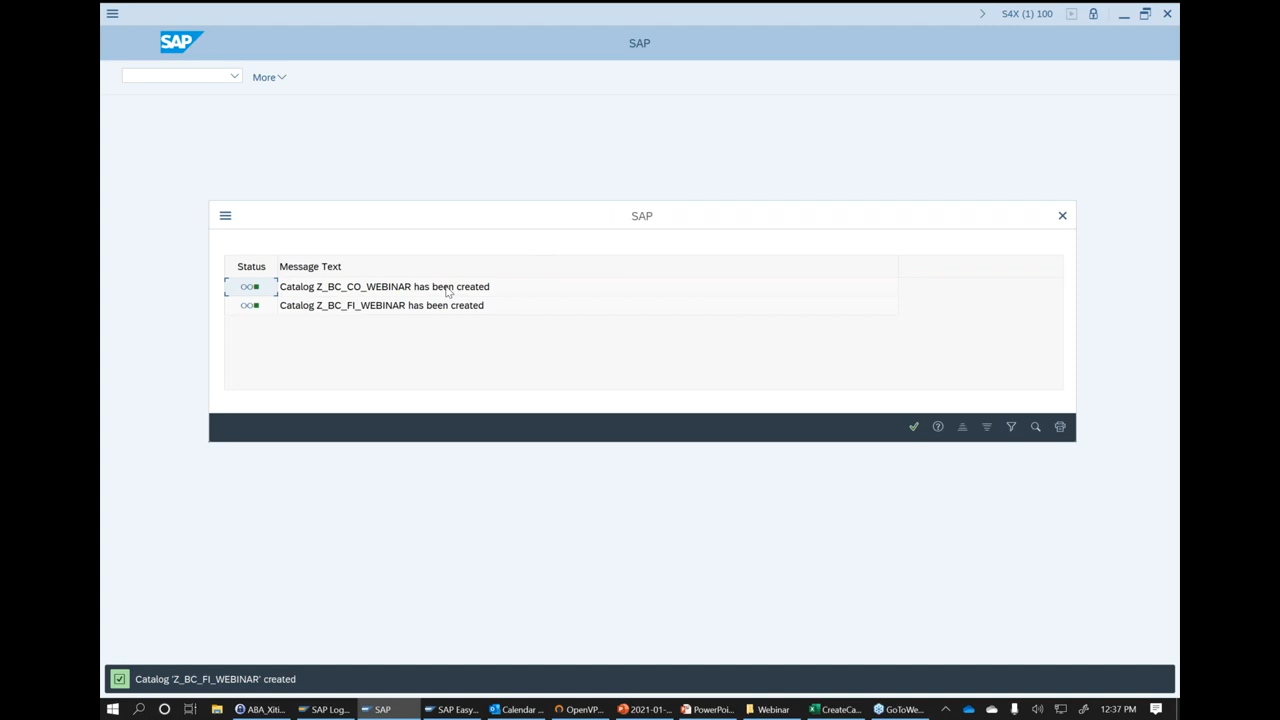 S4X (1) 100
SAP
SAP
More
SAP
Status Message Text
Catalog Z_BC_CO_WEBINAR has been created
Catalog Z_BC_FI_WEBINAR has been created
Catalog 'Z_BC_FI_WEBINAR' created
ABA_Xiti... SAP Log... SAP SAP Easy... Calendar ... OpenVP... 2021-01-... PowerPoi... Webinar CreateCa... GoToWe... 12:37 PM